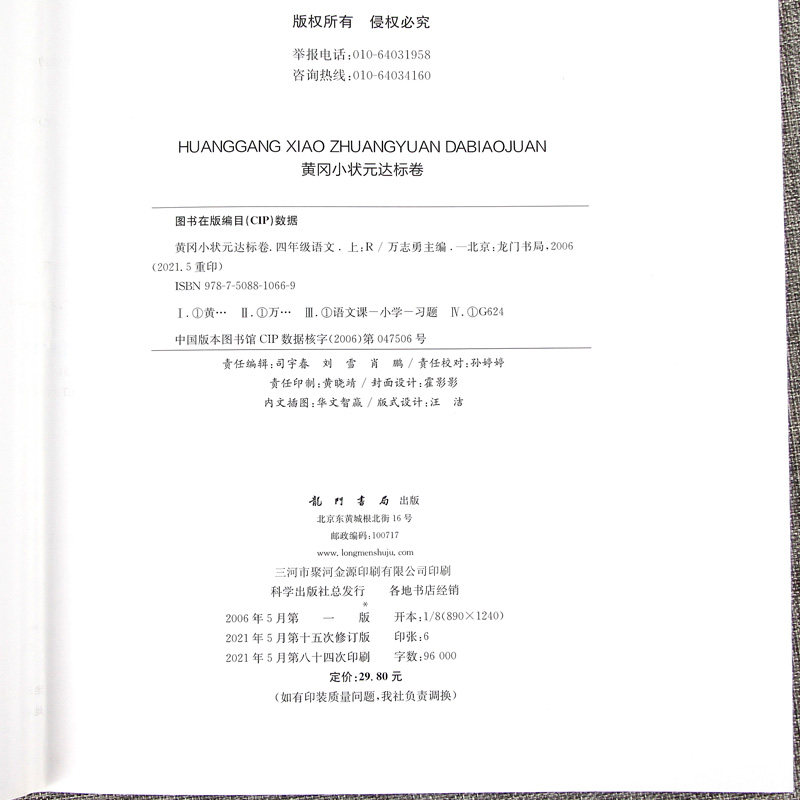 版权所有 侵权必究
举报电话:010-64031958
咨询热线:010-64034160
HUANGGANG XIAO ZHUANGYUAN DABIAOJUAN
黄冈小状元达标卷
图书在版编目(CIP)数据
黄冈小状元达标卷.四年级语文.上:R / 万志勇主编.—北京:龙门书局,2006
(2021.5重印)
ISBN 978-7-5088-1066-9
Ⅰ.①黄… Ⅱ.①万… Ⅲ.①语文课－小学－习题 Ⅳ.①G624
中国版本图书馆CIP数据核字(2006)第047506号
责任编辑:司宇春 刘 雪 肖 鹏 / 责任校对:孙婷婷
责任印制:黄晓靖 / 封面设计:霍影影
内文插图:华文智赢 / 版式设计:汪 洁
龍門書局 出版
北京东黄城根北街16号
邮政编码:100717
www.longmenshuju.com
三河市聚河金源印刷有限公司印刷
科学出版社总发行 各地书店经销
*
2006年5月第 一 版 开本:1/8(890×1240)
2021年5月第十五次修订版 印张:6
2021年5月第八十四次印刷 字数:96 000
定价:29.80元
(如有印装质量问题,我社负责调换)